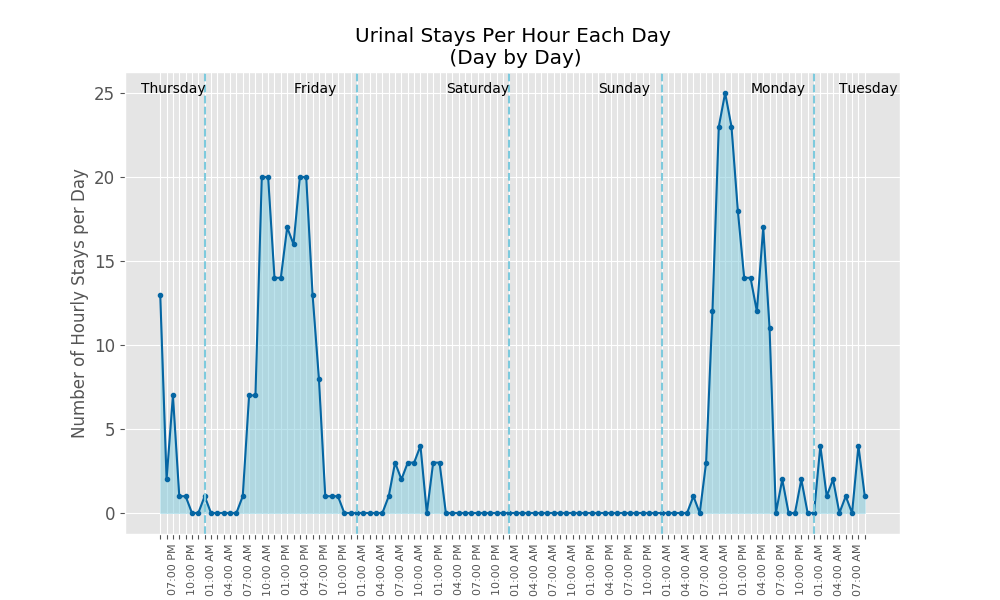 Urinal Stays Per Hour Each Day
(Day by Day)
Number of Hourly Stays per Day
25
20
15
10
5
0
Thursday
Friday
Saturday
Sunday
Monday
Tuesday
07:00 PM
10:00 PM
01:00 AM
04:00 AM
07:00 AM
10:00 AM
01:00 PM
04:00 PM
07:00 PM
10:00 PM
01:00 AM
04:00 AM
07:00 AM
10:00 AM
01:00 PM
04:00 PM
07:00 PM
10:00 PM
01:00 AM
04:00 AM
07:00 AM
10:00 AM
01:00 PM
04:00 PM
07:00 PM
10:00 PM
01:00 AM
04:00 AM
07:00 AM
10:00 AM
01:00 PM
04:00 PM
07:00 PM
10:00 PM
01:00 AM
04:00 AM
07:00 AM